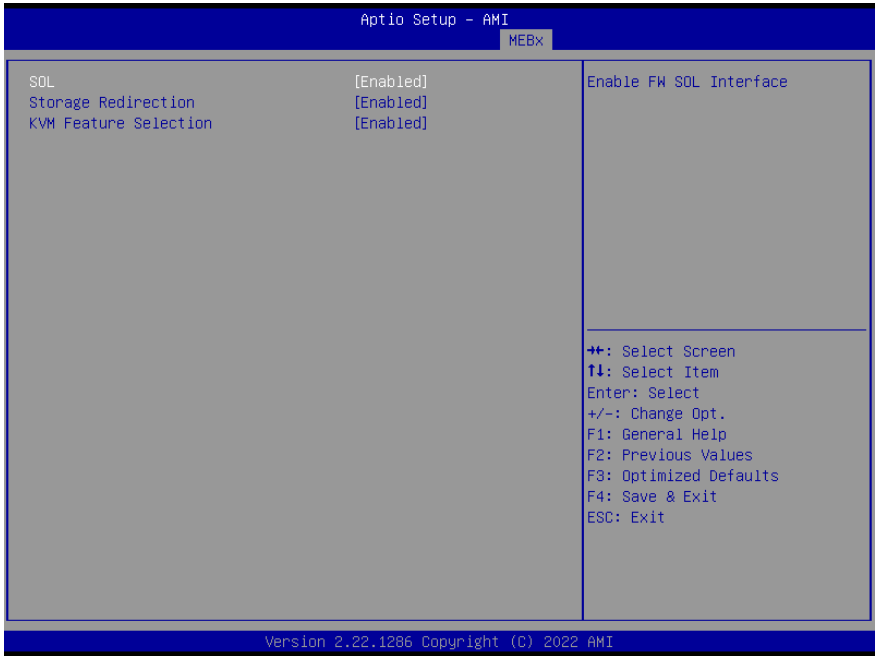 Aptio Setup – AMI
MEBx
SOL [Enabled]
Storage Redirection [Enabled]
KVM Feature Selection [Enabled]
Enable FW SOL Interface
→←: Select Screen
↑↓: Select Item
Enter: Select
+/-: Change Opt.
F1: General Help
F2: Previous Values
F3: Optimized Defaults
F4: Save & Exit
ESC: Exit
Version 2.22.1286 Copyright (C) 2022 AMI